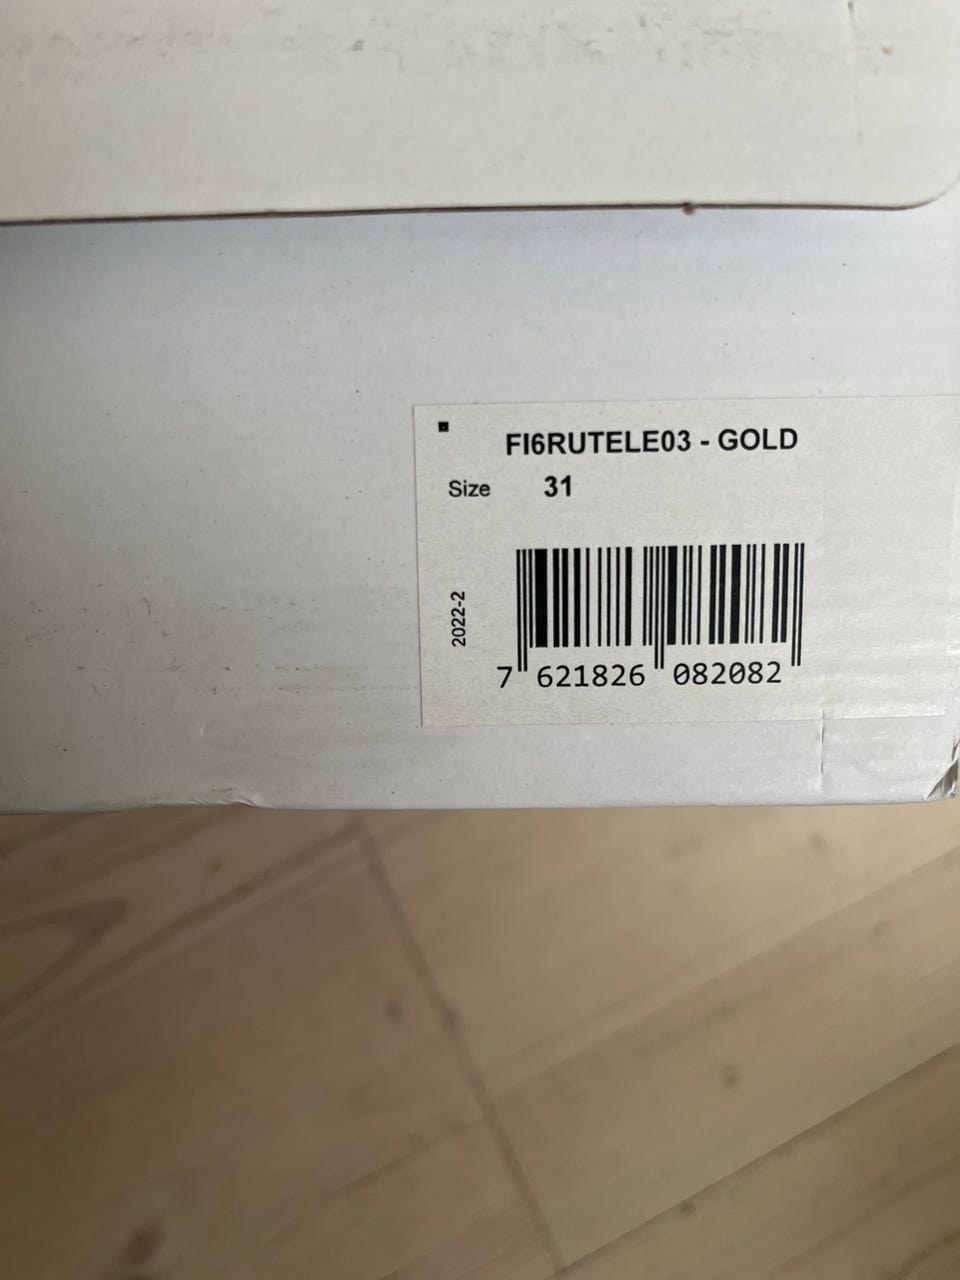 FI6RUTELE03 - GOLD
Size 31
2022-2
7 621826 082082